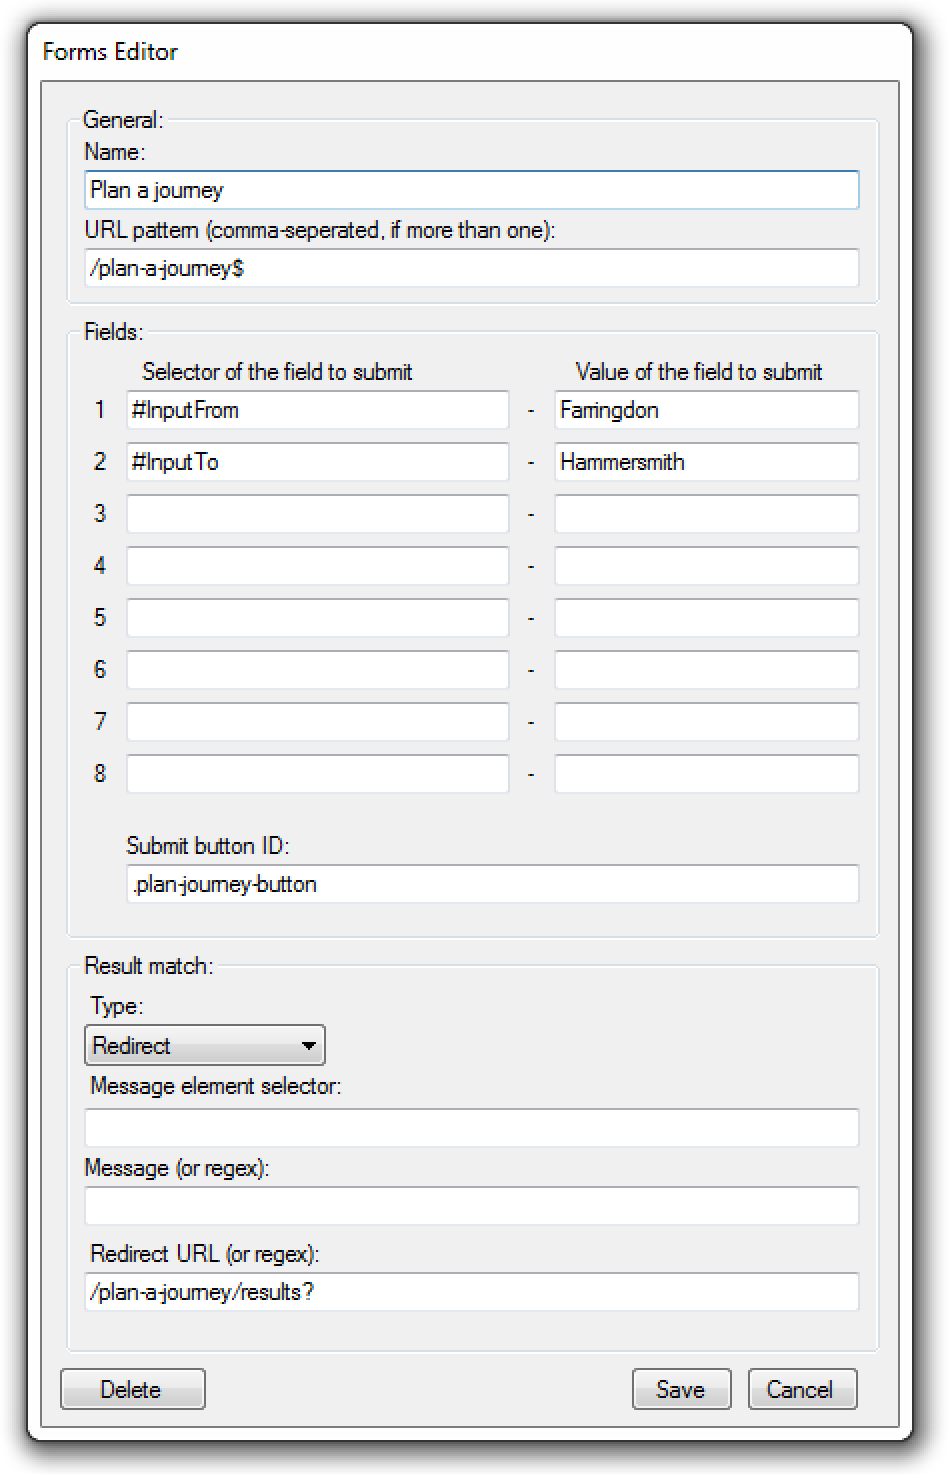 Forms Editor
General:
Name:
Plan a journey
URL pattern (comma-seperated, if more than one):
/plan-a-journey$
Fields:
Selector of the field to submit Value of the field to submit
1 #InputFrom - Farringdon
2 #InputTo - Hammersmith
3 -
4 -
5 -
6 -
7 -
8 -
Submit button ID:
.plan-journey-button
Result match:
Type:
Redirect
Message element selector:
Message (or regex):
Redirect URL (or regex):
/plan-a-journey/results?
Delete Save Cancel